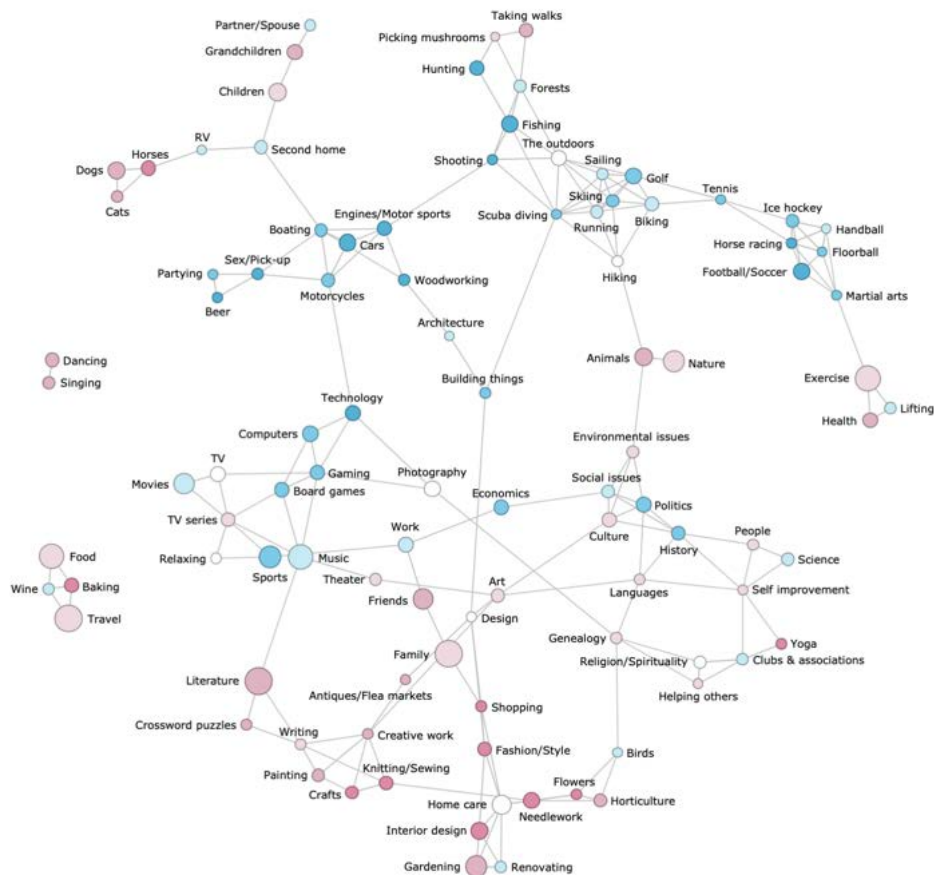 Partner/Spouse
Taking walks
Picking mushrooms
Grandchildren
Hunting
Forests
Children
Fishing
RV
The outdoors
Second home
Horses
Sailing
Shooting
Golf
Dogs
Skiing
Tennis
Cats
Engines/Motor sports
Scuba diving
Ice hockey
Boating
Running
Biking
Handball
Cars
Horse racing
Floorball
Sex/Pick-up
Hiking
Football/Soccer
Partying
Woodworking
Motorcycles
Martial arts
Beer
Architecture
Dancing
Animals
Nature
Singing
Building things
Exercise
Technology
Lifting
Health
Computers
Environmental issues
TV
Gaming
Photography
Social issues
Movies
Board games
Economics
Politics
TV series
Work
Culture
People
History
Relaxing
Sports
Music
Science
Food
Theater
Art
Languages
Self improvement
Wine
Baking
Friends
Design
Travel
Genealogy
Yoga
Family
Religion/Spirituality
Clubs & associations
Literature
Antiques/Flea markets
Helping others
Shopping
Crossword puzzles
Writing
Creative work
Fashion/Style
Birds
Painting
Knitting/Sewing
Flowers
Crafts
Home care
Horticulture
Needlework
Interior design
Gardening
Renovating